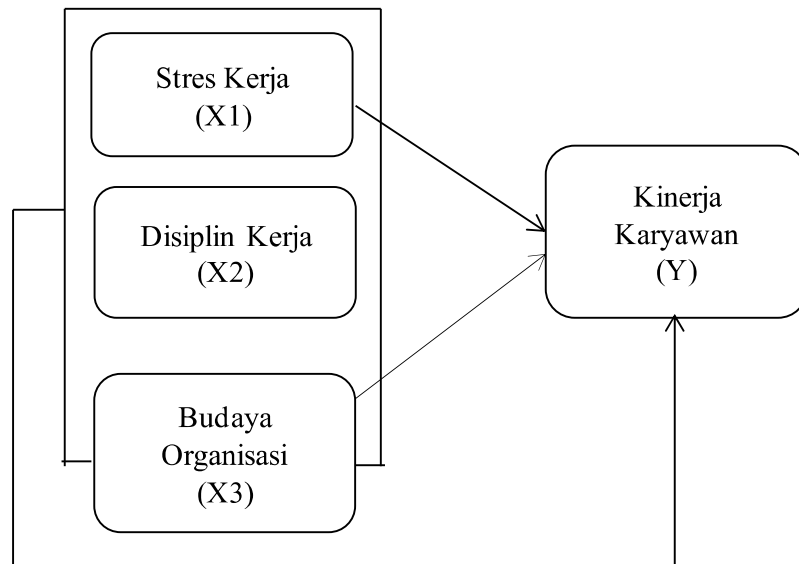 Stres Kerja
(X1)
Disiplin Kerja
(X2)
Budaya
Organisasi
(X3)
Kinerja
Karyawan
(Y)